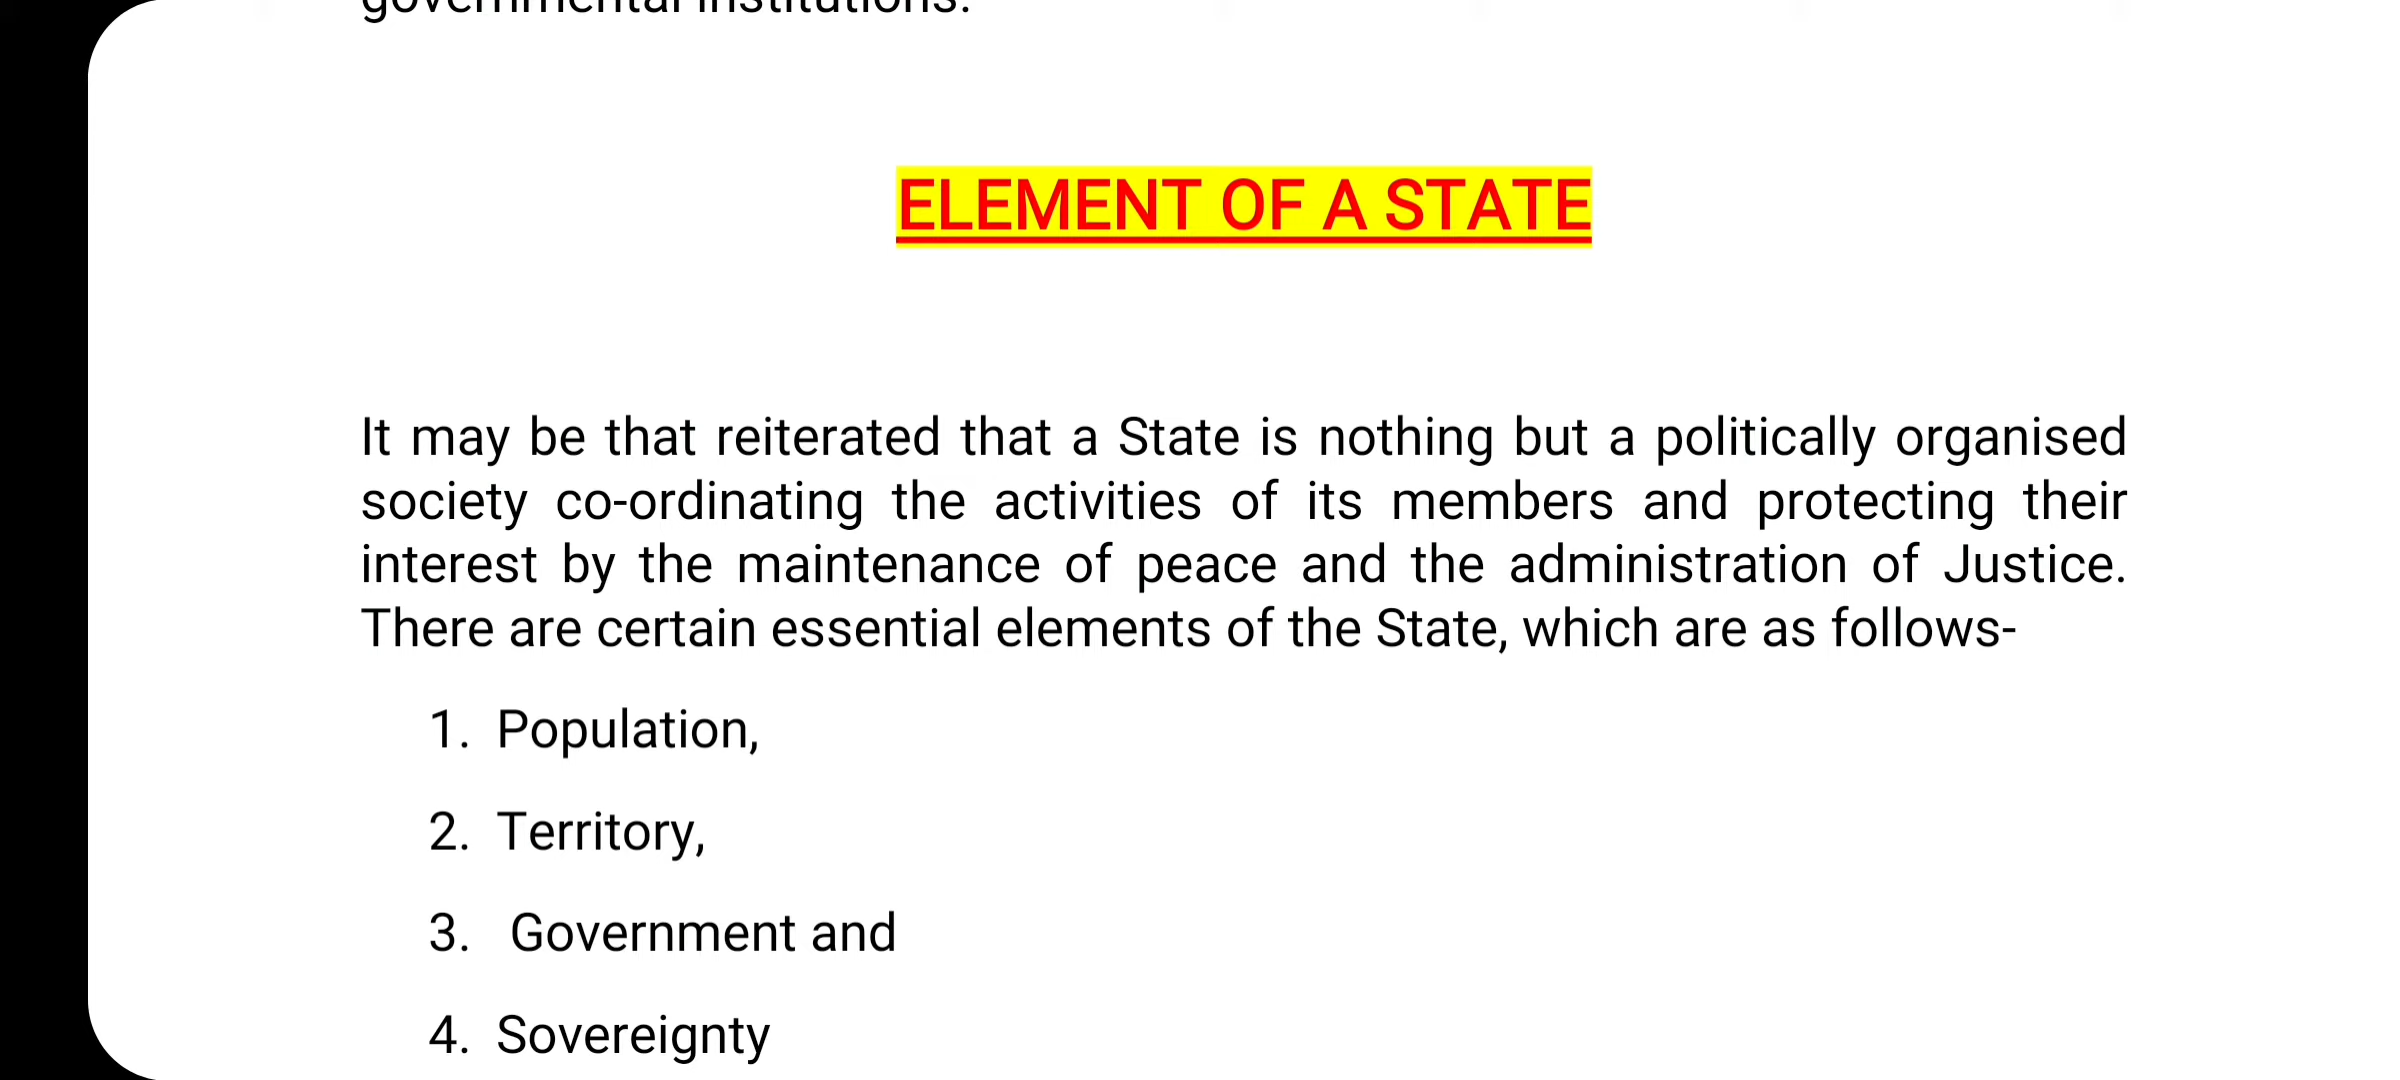 governmental institutions.
ELEMENT OF A STATE
It may be that reiterated that a State is nothing but a politically organised
society co-ordinating the activities of its members and protecting their
interest by the maintenance of peace and the administration of Justice.
There are certain essential elements of the State, which are as follows-
1. Population,
2. Territory,
3. Government and
4. Sovereignty